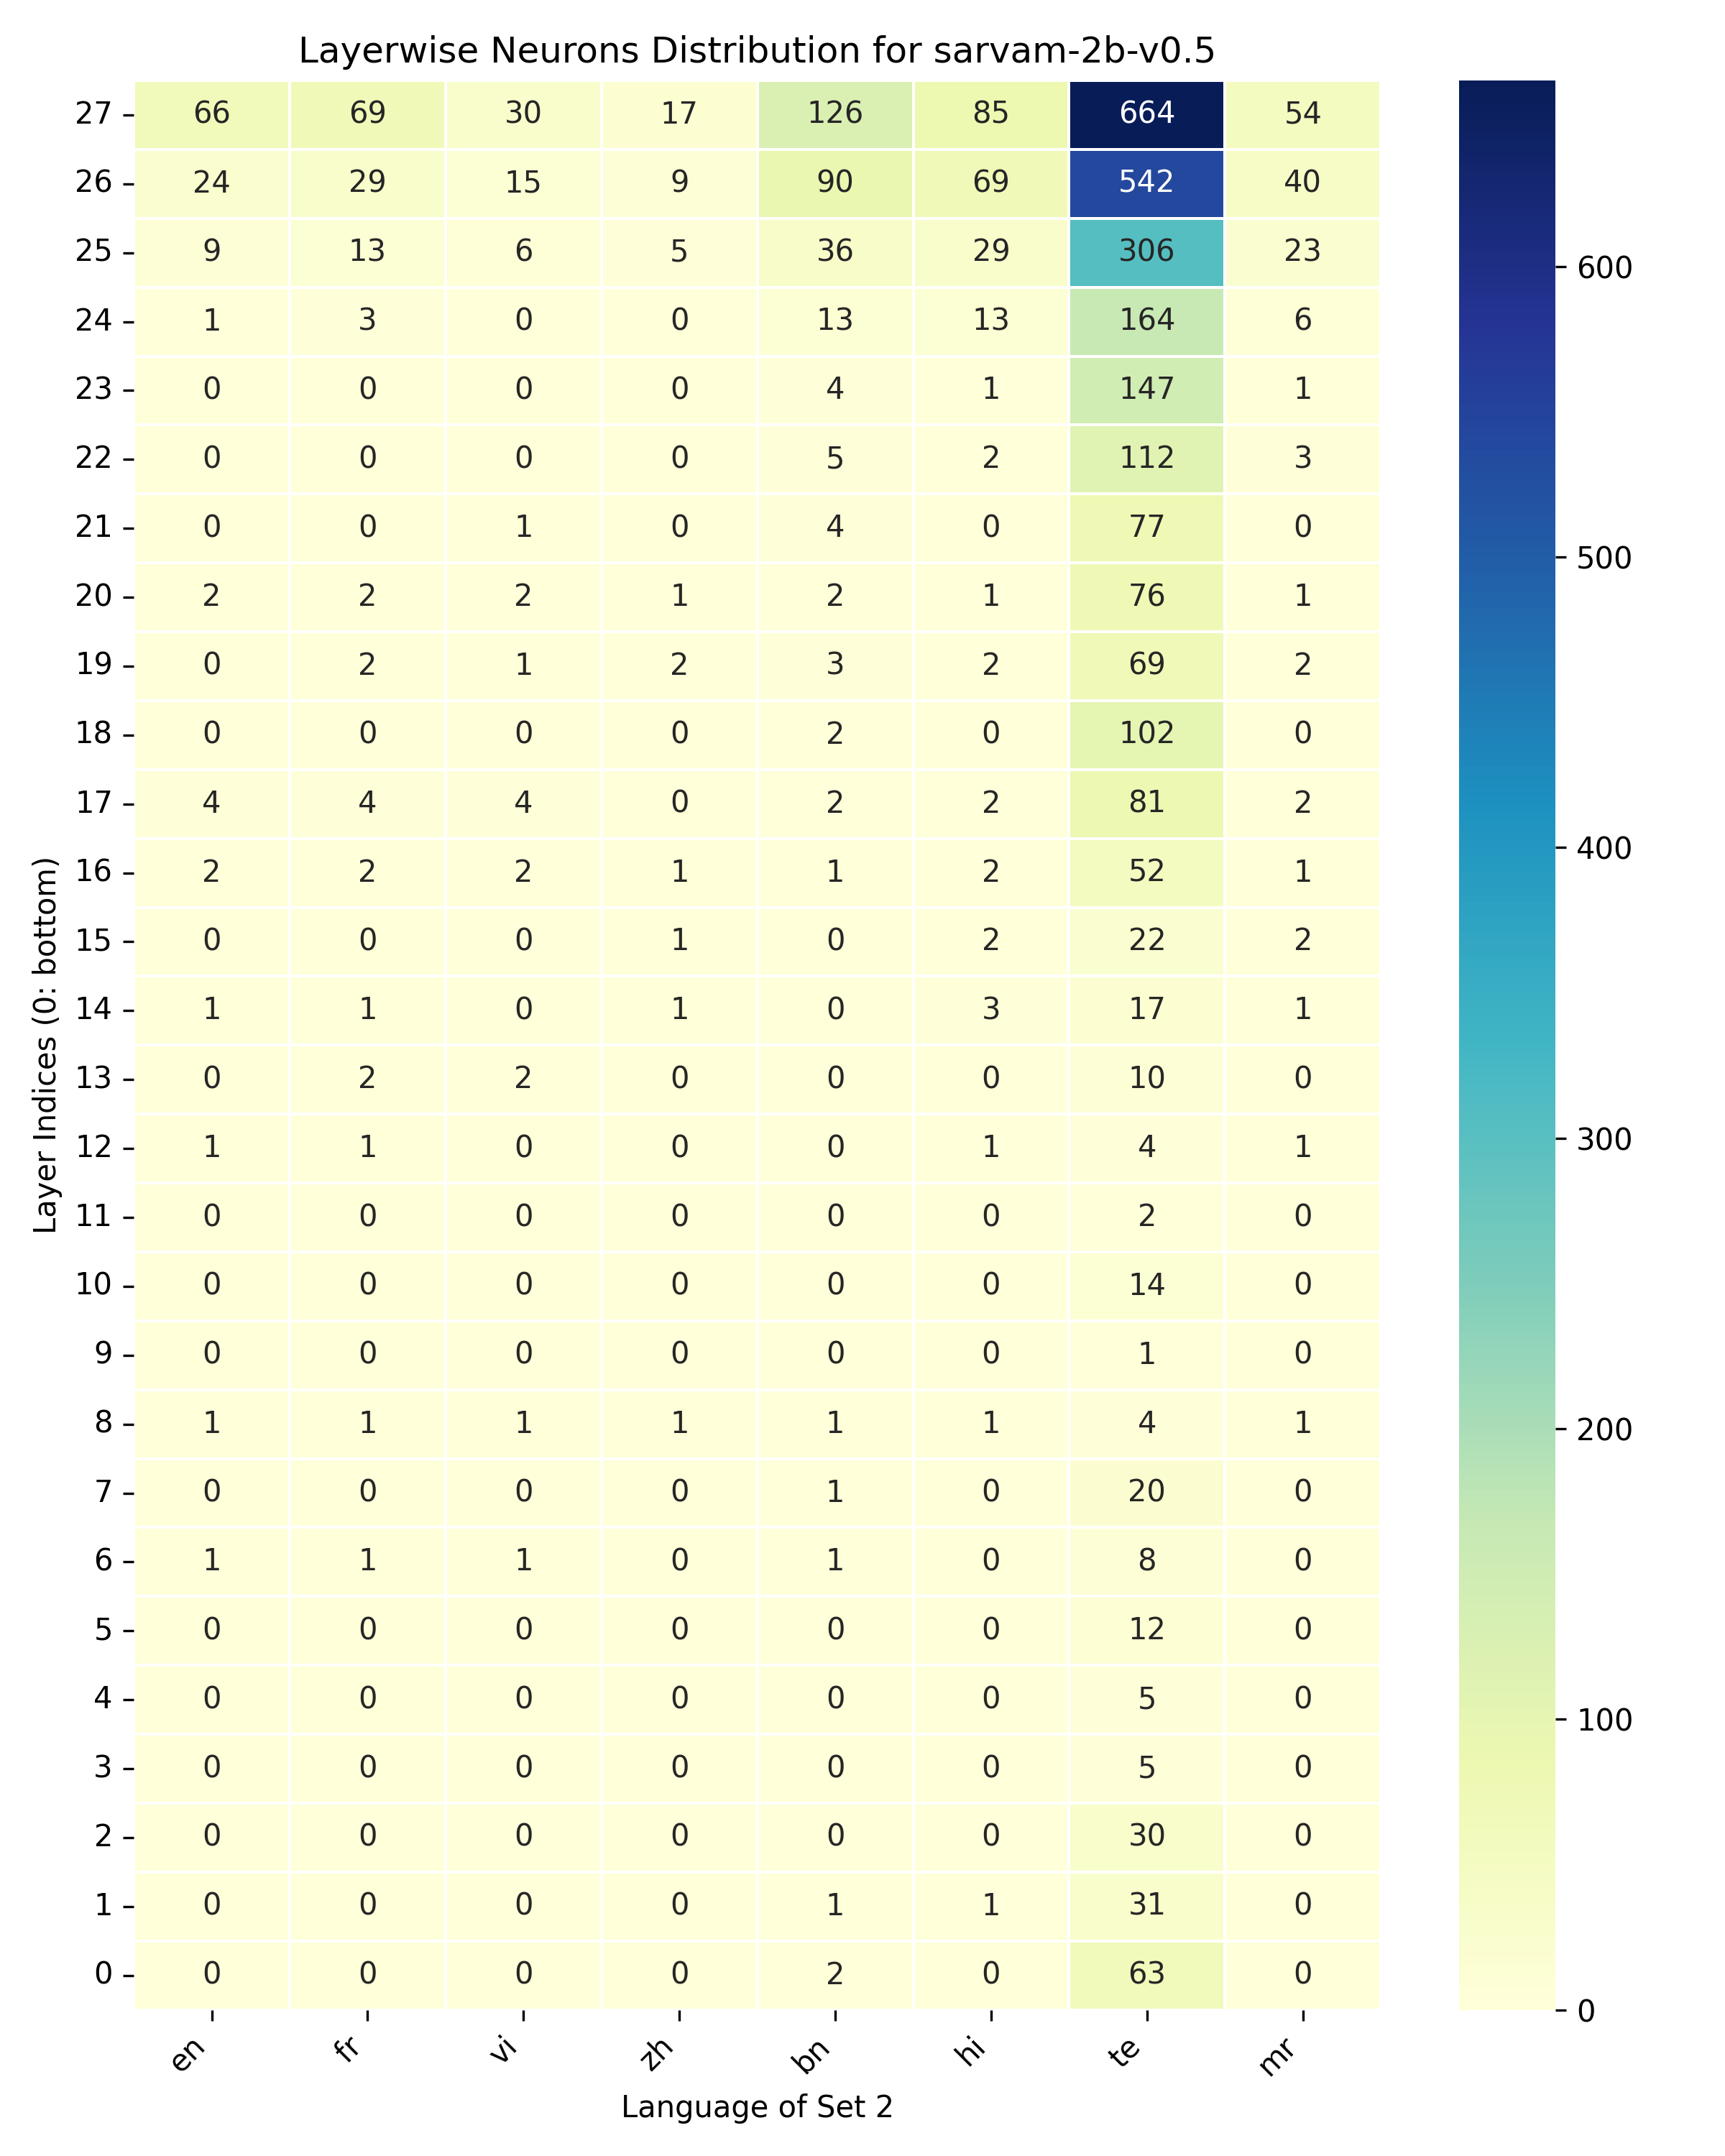 Layerwise Neurons Distribution for sarvam-2b-v0.5
27 66 69 30 17 126 85 664 54
26 24 29 15 9 90 69 542 40
25 9 13 6 5 36 29 306 23
24 1 3 0 0 13 13 164 6
23 0 0 0 0 4 1 147 1
22 0 0 0 0 5 2 112 3
21 0 0 1 0 4 0 77 0
20 2 2 2 1 2 1 76 1
19 0 2 1 2 3 2 69 2
18 0 0 0 0 2 0 102 0
17 4 4 4 0 2 2 81 2
16 2 2 2 1 1 2 52 1
15 0 0 0 1 0 2 22 2
14 1 1 0 1 0 3 17 1
13 0 2 2 0 0 0 10 0
12 1 1 0 0 0 1 4 1
11 0 0 0 0 0 0 2 0
10 0 0 0 0 0 0 14 0
9 0 0 0 0 0 0 1 0
8 1 1 1 1 1 1 4 1
7 0 0 0 0 1 0 20 0
6 1 1 1 0 1 0 8 0
5 0 0 0 0 0 0 12 0
4 0 0 0 0 0 0 5 0
3 0 0 0 0 0 0 5 0
2 0 0 0 0 0 0 30 0
1 0 0 0 0 1 1 31 0
0 0 0 0 0 2 0 63 0
en fr vi zh bn hi te mr
Language of Set 2
Layer Indices (0: bottom)
600
500
400
300
200
100
0